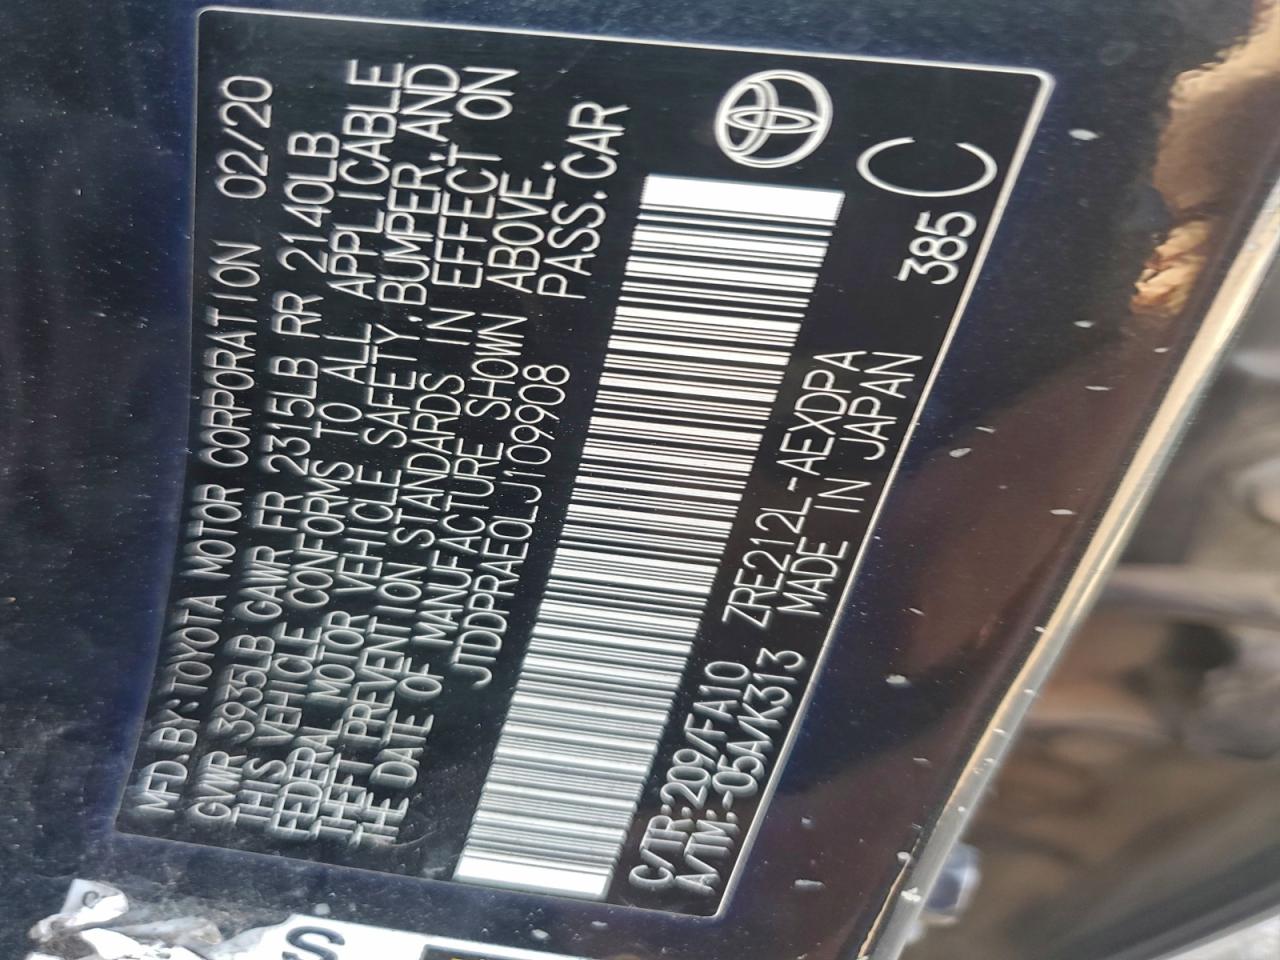 MFD.BY:TOYOTA MOTOR CORPORATION 02/20
GVWR 3935LB GAWR FR 2315LB RR 2140LB
THIS VEHICLE CONFORMS TO ALL APPLICABLE
FEDERAL MOTOR VEHICLE SAFETY,BUMPER,AND
THEFT PREVENTION STANDARDS IN EFFECT ON
THE DATE OF MANUFACTURE SHOWN ABOVE.
JTDDPRAE0LJ109908 PASS.CAR
C/TR:209/FA10 ZRE212L-AEXDPA
A/TM:-05A/K313 MADE IN JAPAN
385
C
S